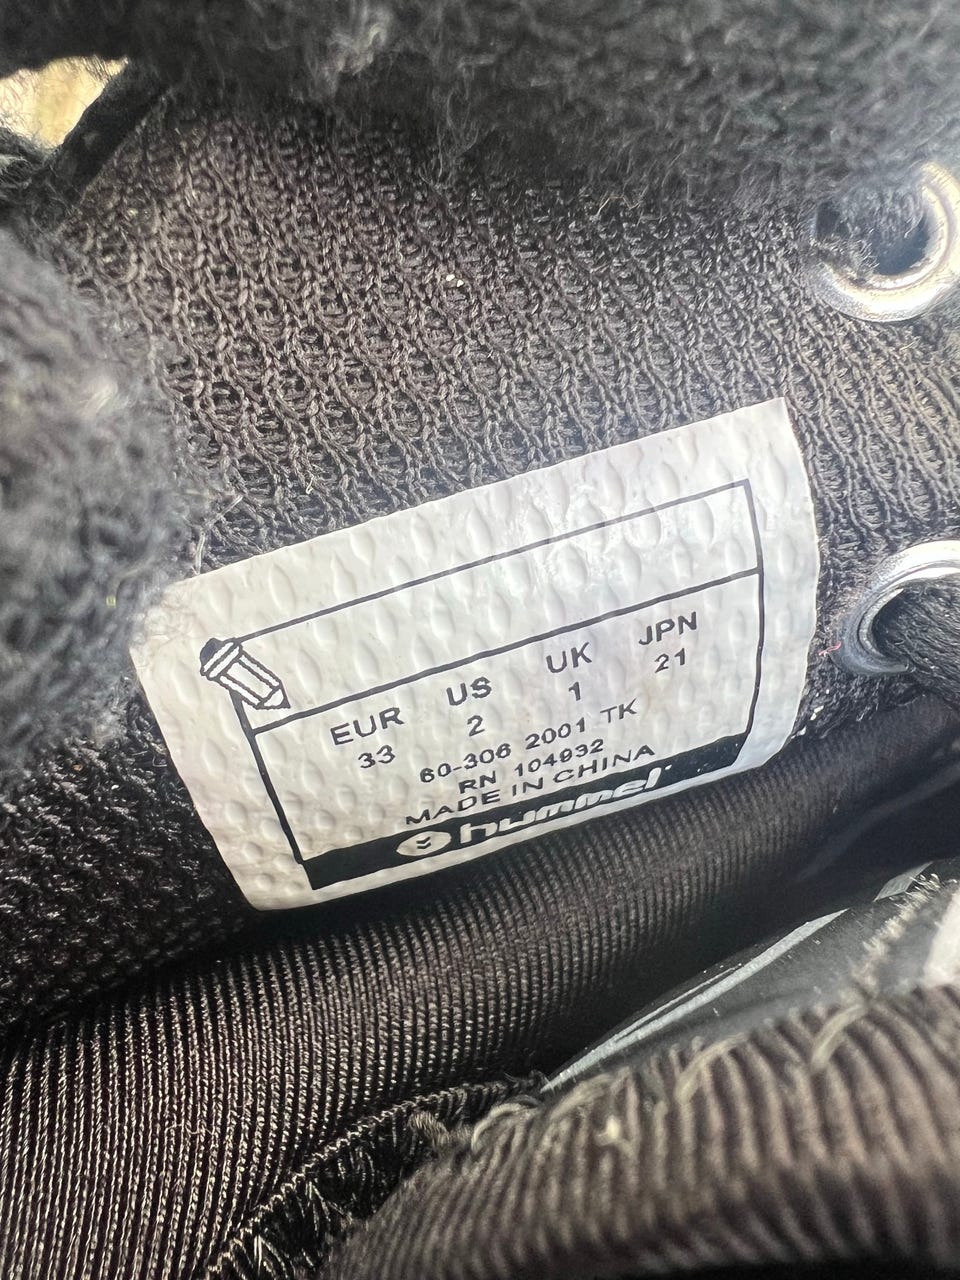 EUR US UK JPN
33 2 1 21
60-306 2001 TK
RN 104932
MADE IN CHINA
hummel